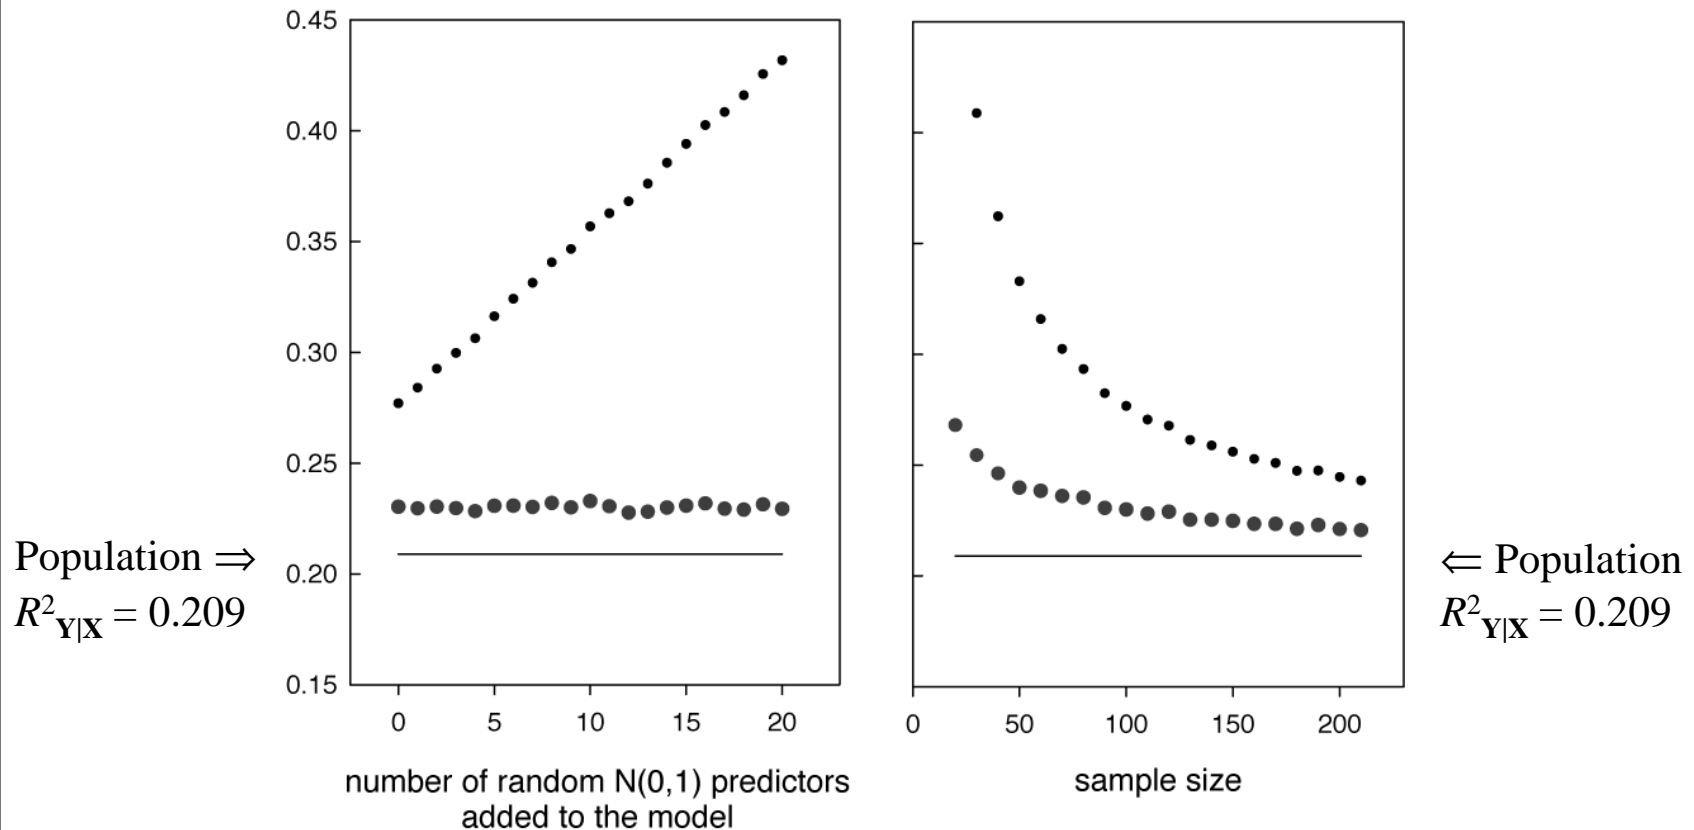 0.45
0.40
0.35
0.30
0.25
0.20
0.15
0 5 10 15 20
number of random N(0,1) predictors
added to the model
Population ⇒
R²Y|X = 0.209
0 50 100 150 200
sample size
⇐ Population
R²Y|X = 0.209